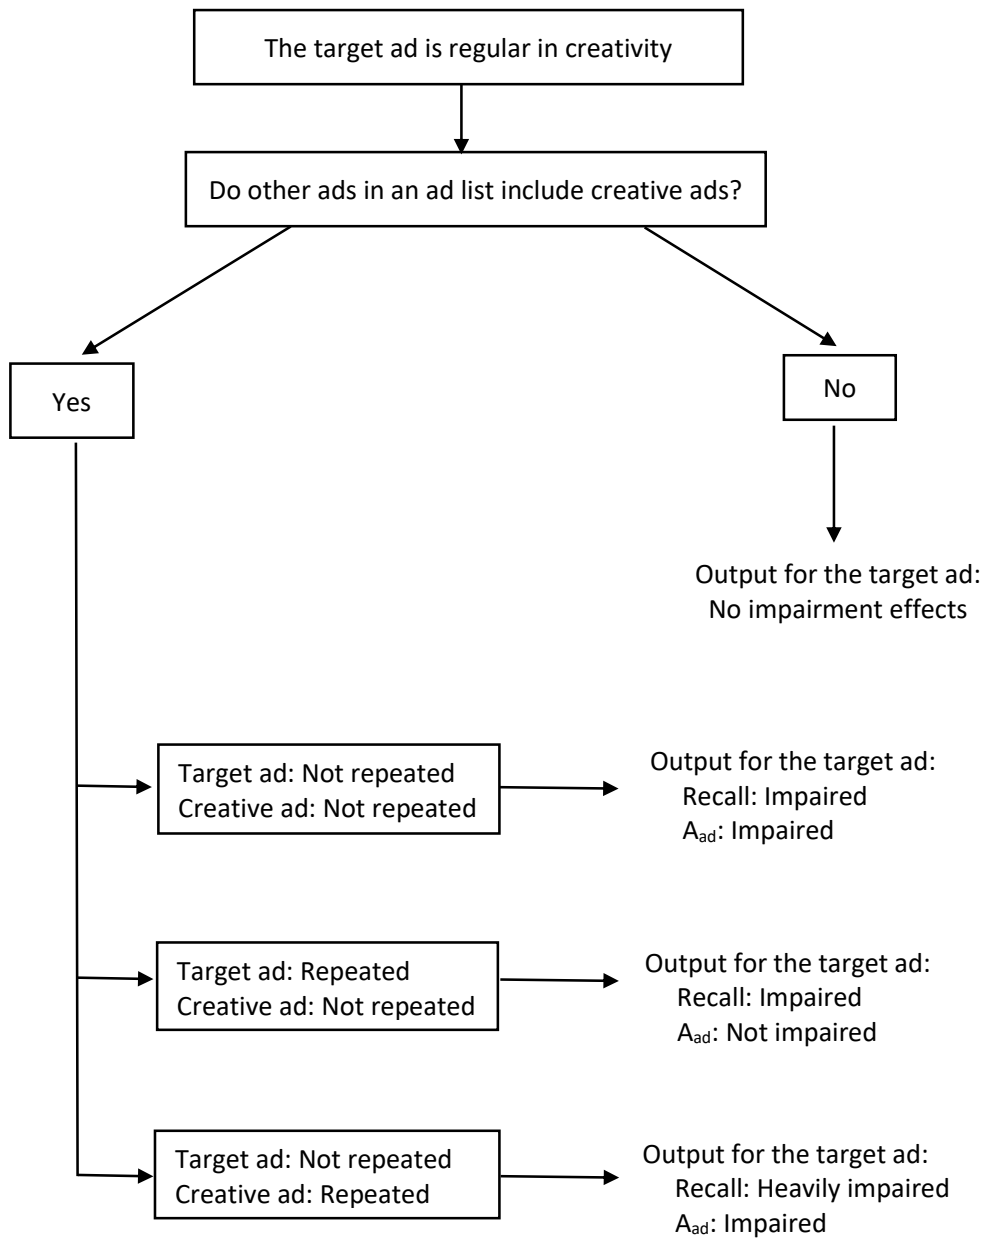 The target ad is regular in creativity
Do other ads in an ad list include creative ads?
Yes
No
Output for the target ad:
No impairment effects
Target ad: Not repeated
Creative ad: Not repeated
Output for the target ad:
Recall: Impaired
Aad: Impaired
Target ad: Repeated
Creative ad: Not repeated
Output for the target ad:
Recall: Impaired
Aad: Not impaired
Target ad: Not repeated
Creative ad: Repeated
Output for the target ad:
Recall: Heavily impaired
Aad: Impaired